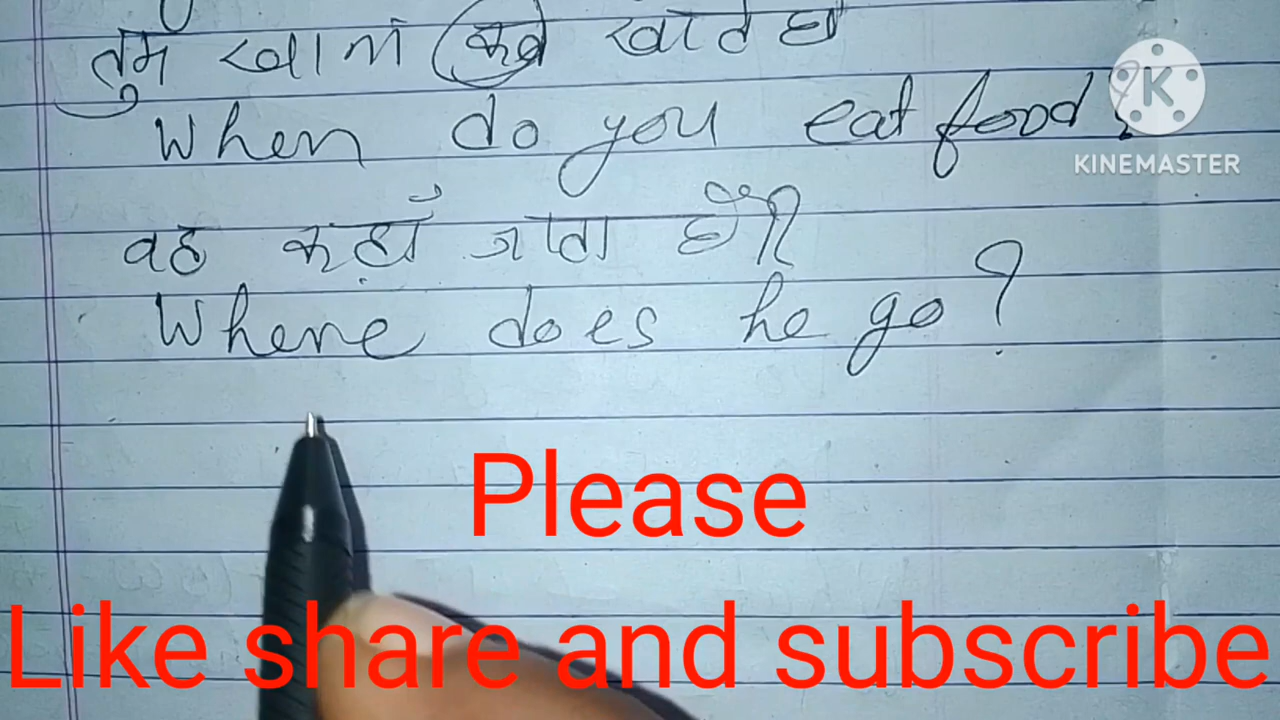 तुम खाना कब खाते हो
When do you eat food?
KINEMASTER
वह कहाँ जाता है
Where does he go?
Please
Like share and subscribe